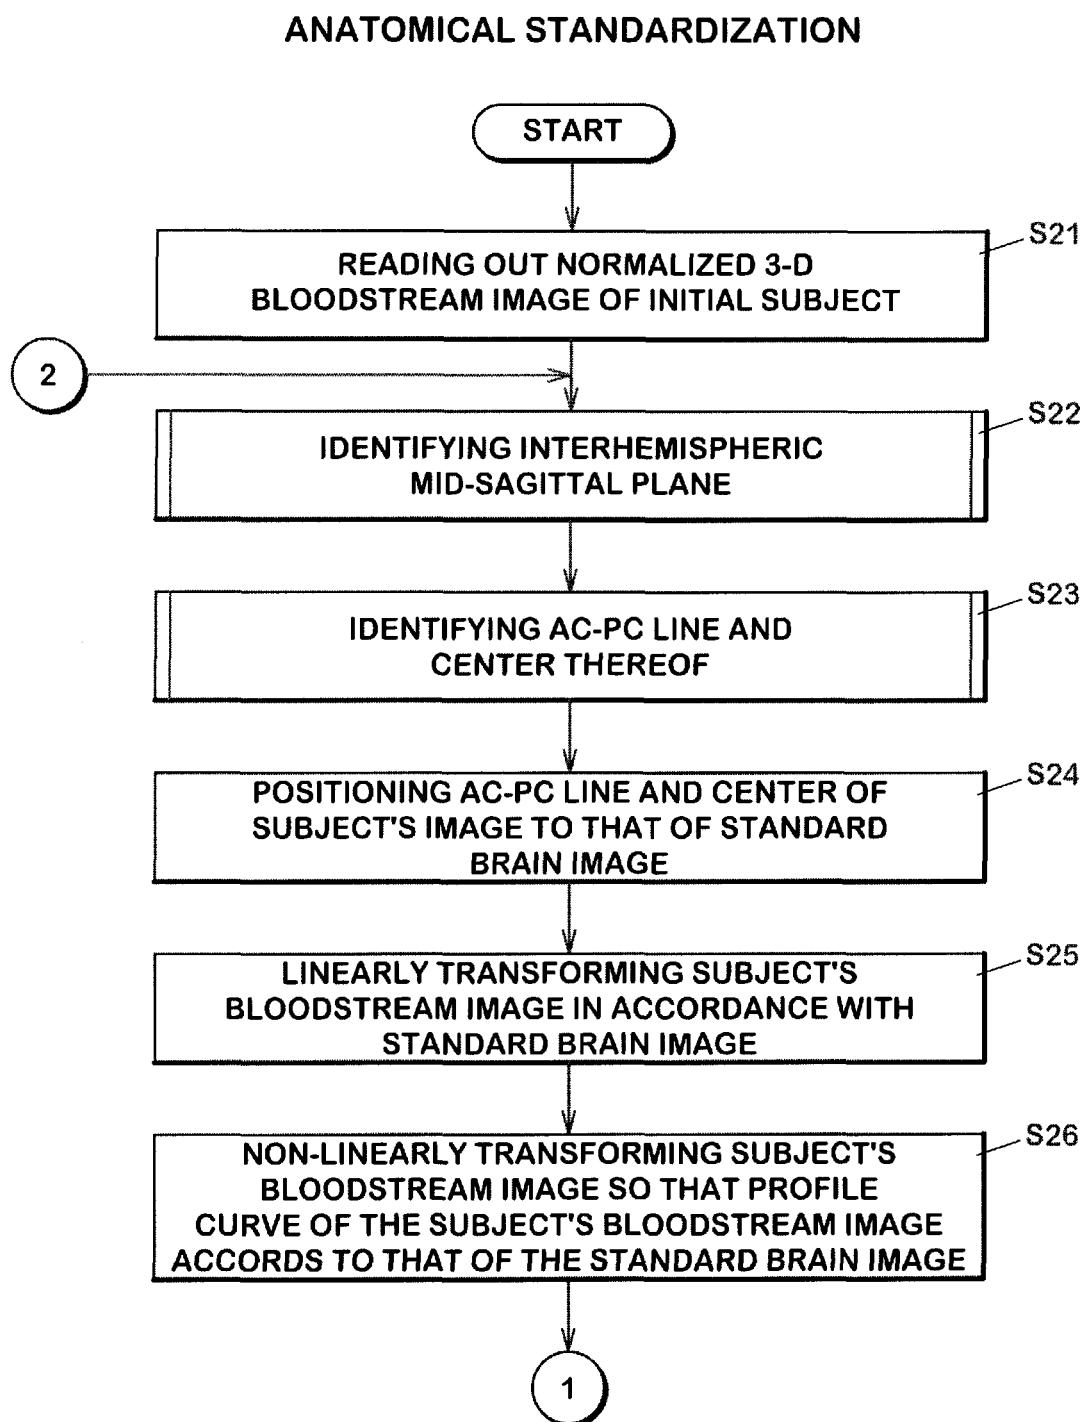 ANATOMICAL STANDARDIZATION
START
S21
READING OUT NORMALIZED 3-D
BLOODSTREAM IMAGE OF INITIAL SUBJECT
2
S22
IDENTIFYING INTERHEMISPHERIC
MID-SAGITTAL PLANE
S23
IDENTIFYING AC-PC LINE AND
CENTER THEREOF
S24
POSITIONING AC-PC LINE AND CENTER OF
SUBJECT'S IMAGE TO THAT OF STANDARD
BRAIN IMAGE
S25
LINEARLY TRANSFORMING SUBJECT'S
BLOODSTREAM IMAGE IN ACCORDANCE WITH
STANDARD BRAIN IMAGE
S26
NON-LINEARLY TRANSFORMING SUBJECT'S
BLOODSTREAM IMAGE SO THAT PROFILE
CURVE OF THE SUBJECT'S BLOODSTREAM IMAGE
ACCORDS TO THAT OF THE STANDARD BRAIN IMAGE
1